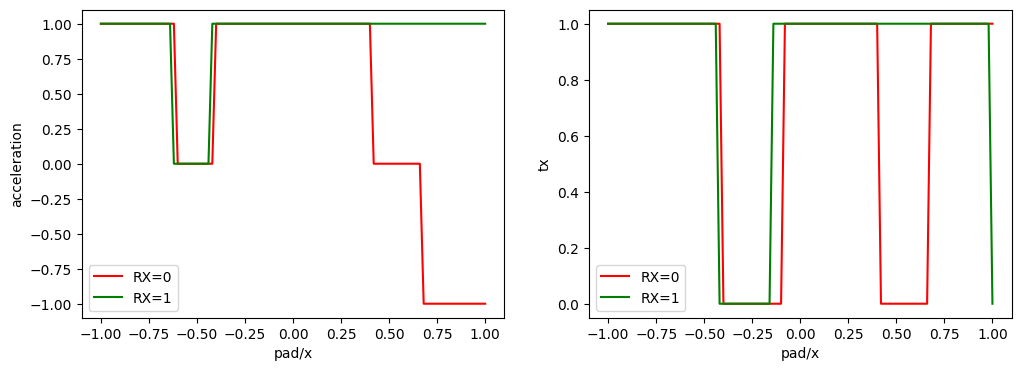 acceleration
1.00
0.75
0.50
0.25
0.00
−0.25
−0.50
−0.75
−1.00
RX=0
RX=1
−1.00 −0.75 −0.50 −0.25 0.00 0.25 0.50 0.75 1.00
pad/x
tx
1.0
0.8
0.6
0.4
0.2
0.0
RX=0
RX=1
−1.00 −0.75 −0.50 −0.25 0.00 0.25 0.50 0.75 1.00
pad/x